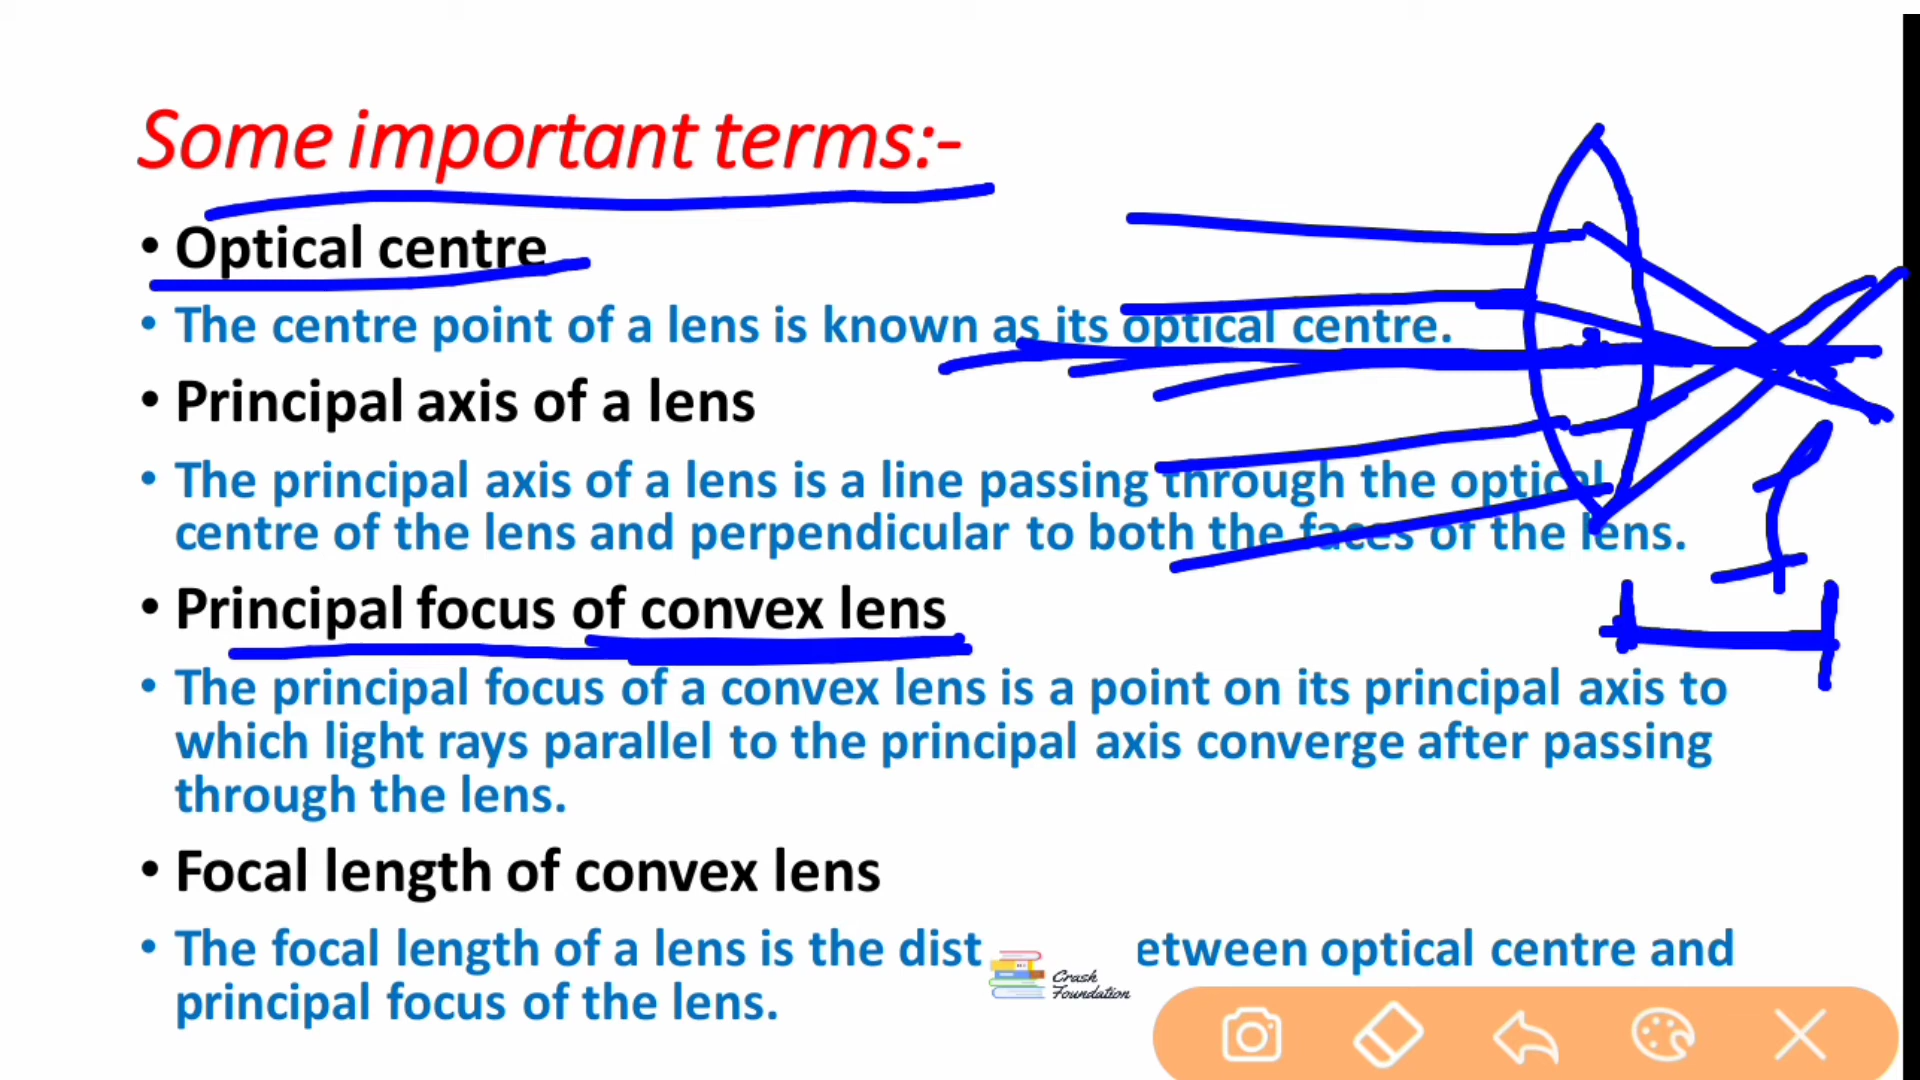 Some important terms:-
• Optical centre
• The centre point of a lens is known as its optical centre.
• Principal axis of a lens
• The principal axis of a lens is a line passing through the optical
centre of the lens and perpendicular to both the faces of the lens.
• Principal focus of convex lens
• The principal focus of a convex lens is a point on its principal axis to
which light rays parallel to the principal axis converge after passing
through the lens.
• Focal length of convex lens
• The focal length of a lens is the dist etween optical centre and
principal focus of the lens.
Crash
Foundation
f